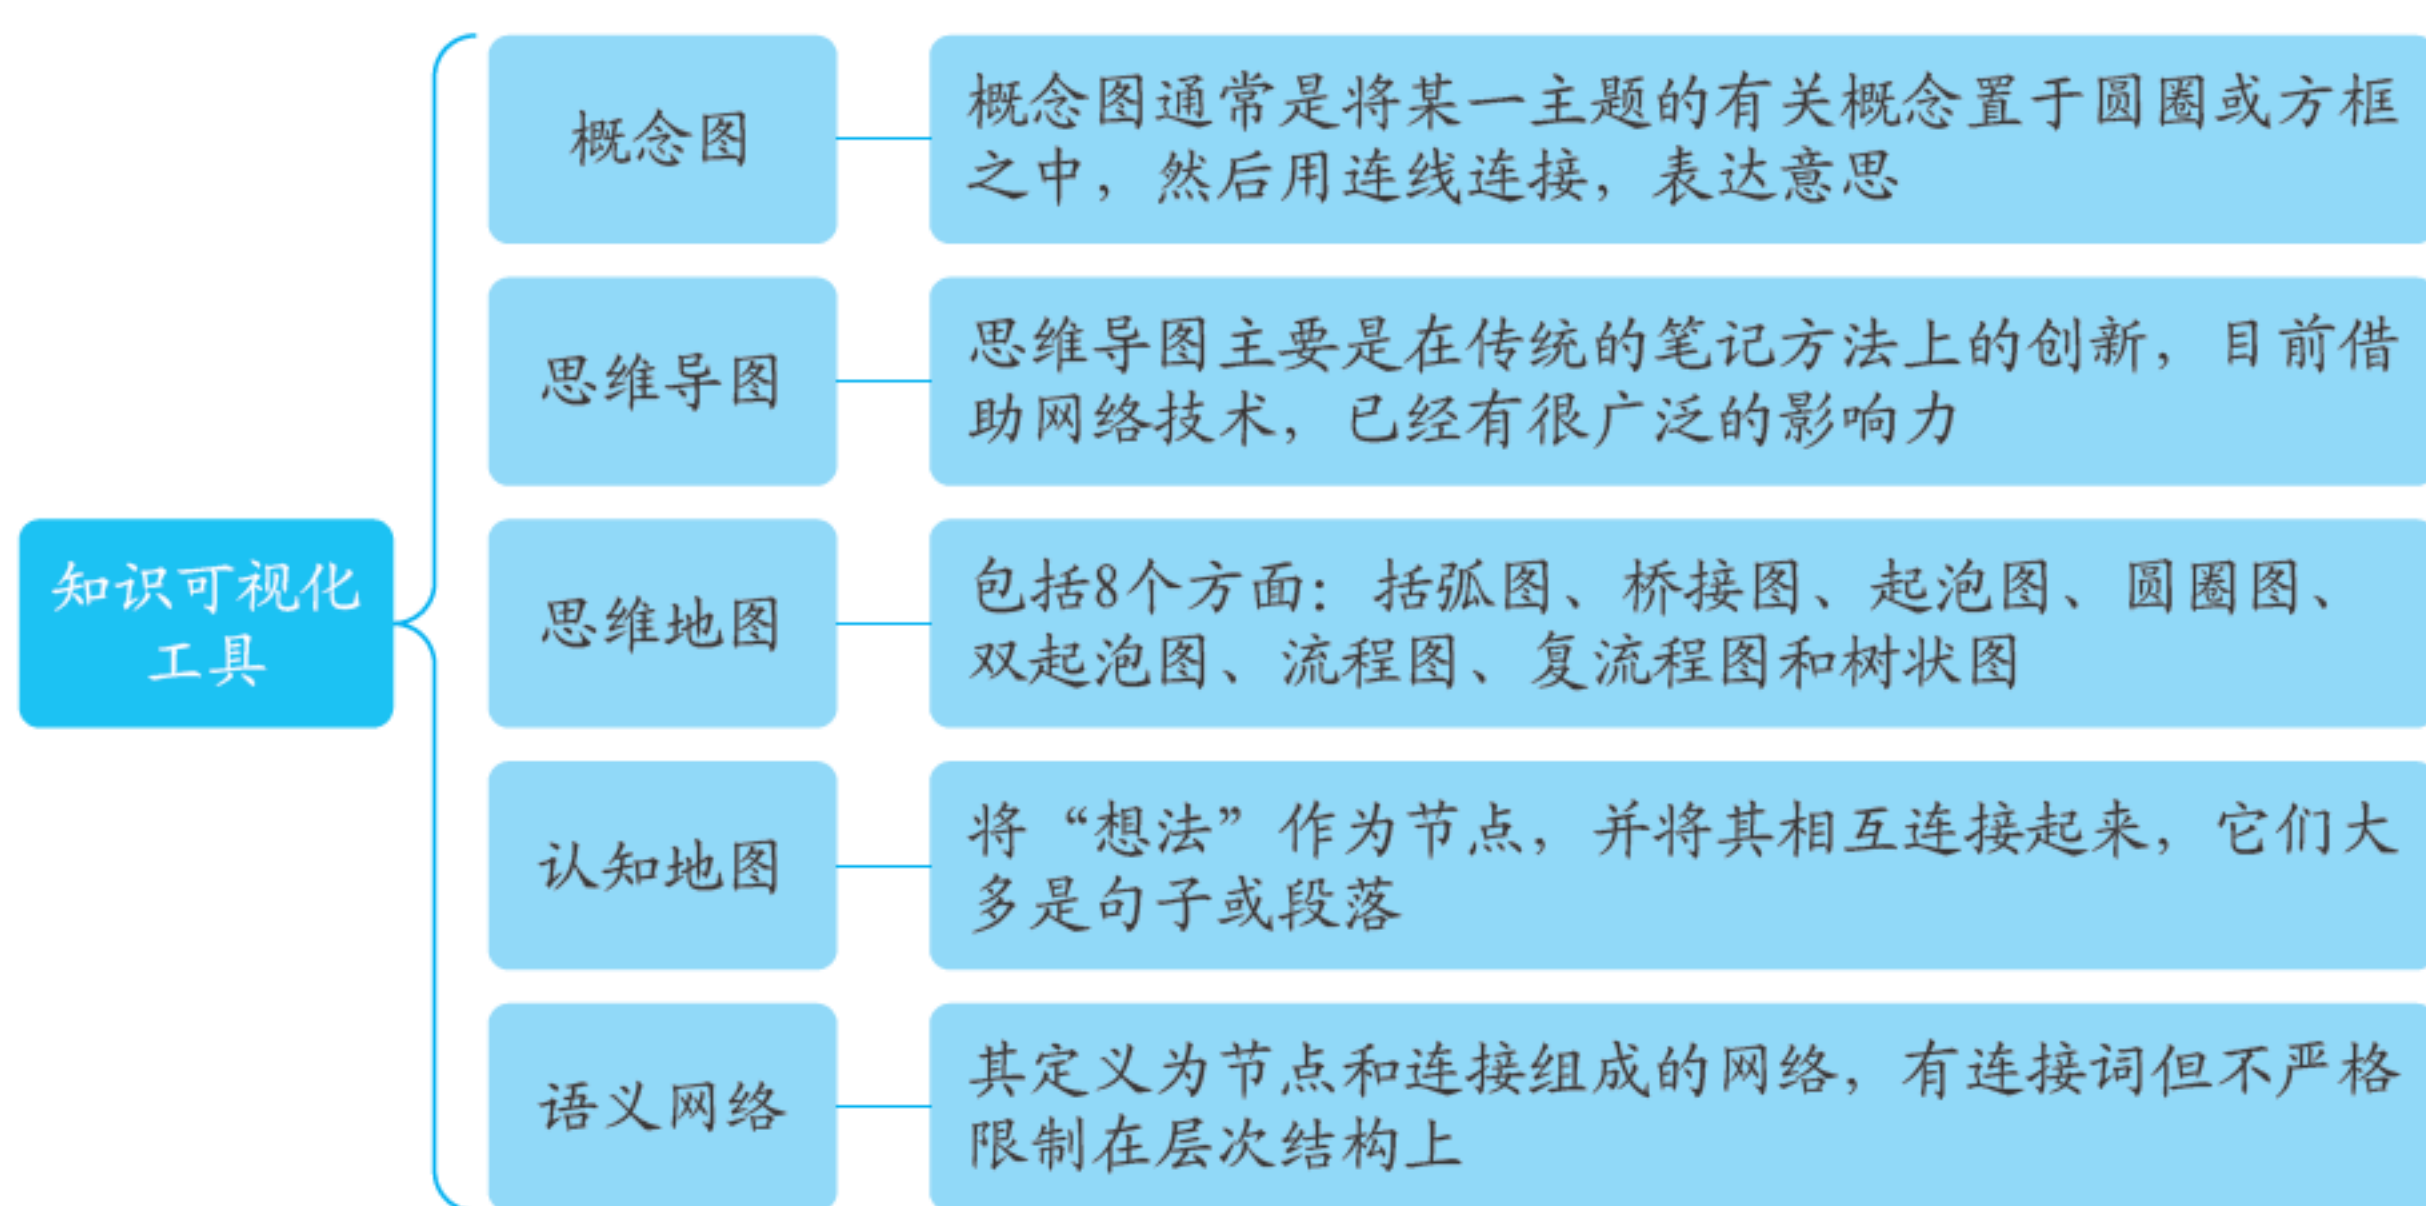 概念图
概念图通常是将某一主题的有关概念置于圆圈或方框
之中，然后用连线连接，表达意思
思维导图
思维导图主要是在传统的笔记方法上的创新，目前借
助网络技术，已经有很广泛的影响力
知识可视化
工具
思维地图
包括8个方面：括弧图、桥接图、起泡图、圆圈图、
双起泡图、流程图、复流程图和树状图
认知地图
将“想法”作为节点，并将其相互连接起来，它们大
多是句子或段落
语义网络
其定义为节点和连接组成的网络，有连接词但不严格
限制在层次结构上